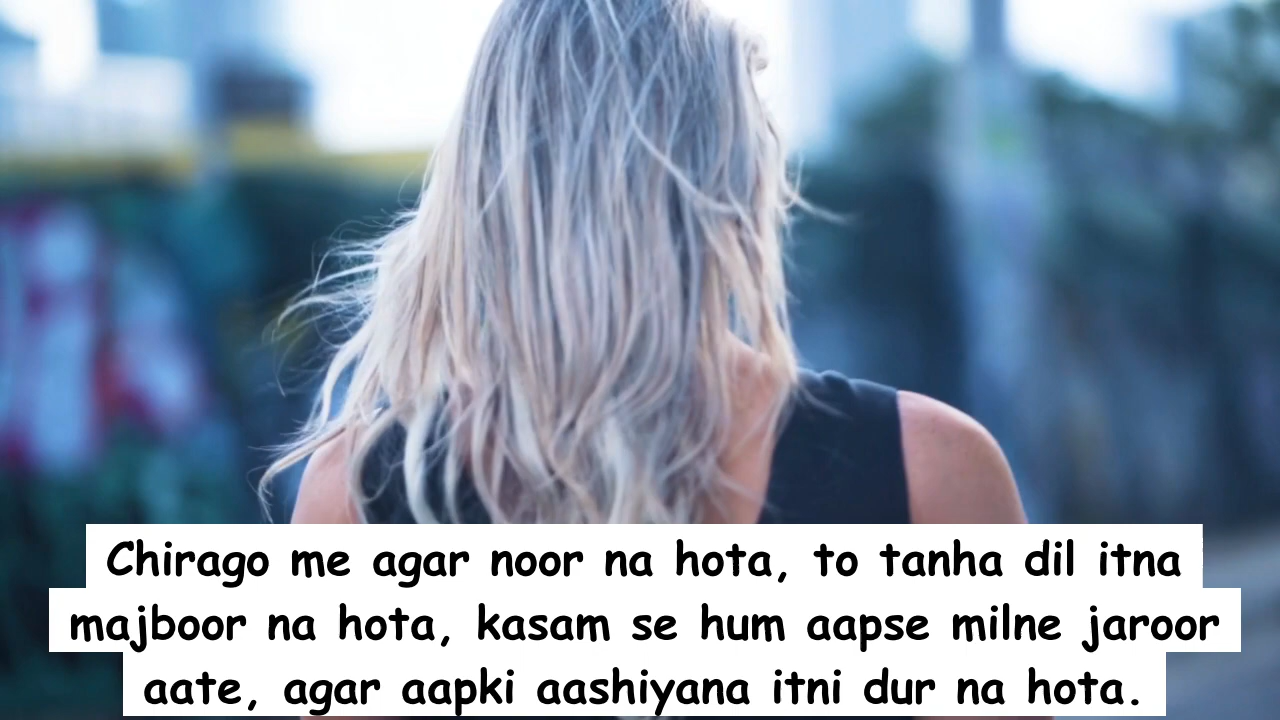 Chirago me agar noor na hota, to tanha dil itna
majboor na hota, kasam se hum aapse milne jaroor
aate, agar aapki aashiyana itni dur na hota.